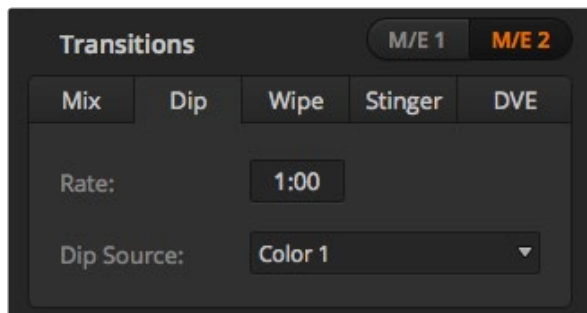 Transitions M/E 1 M/E 2
Mix Dip Wipe Stinger DVE
Rate: 1:00
Dip Source: Color 1